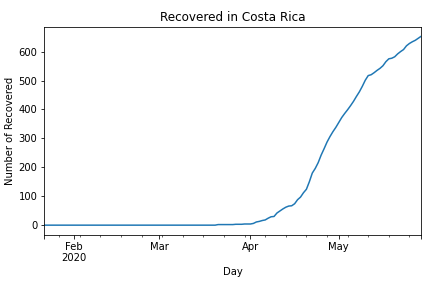 Recovered in Costa Rica
600
500
400
300
200
100
0
Number of Recovered
Feb
2020
Mar
Apr
May
Day